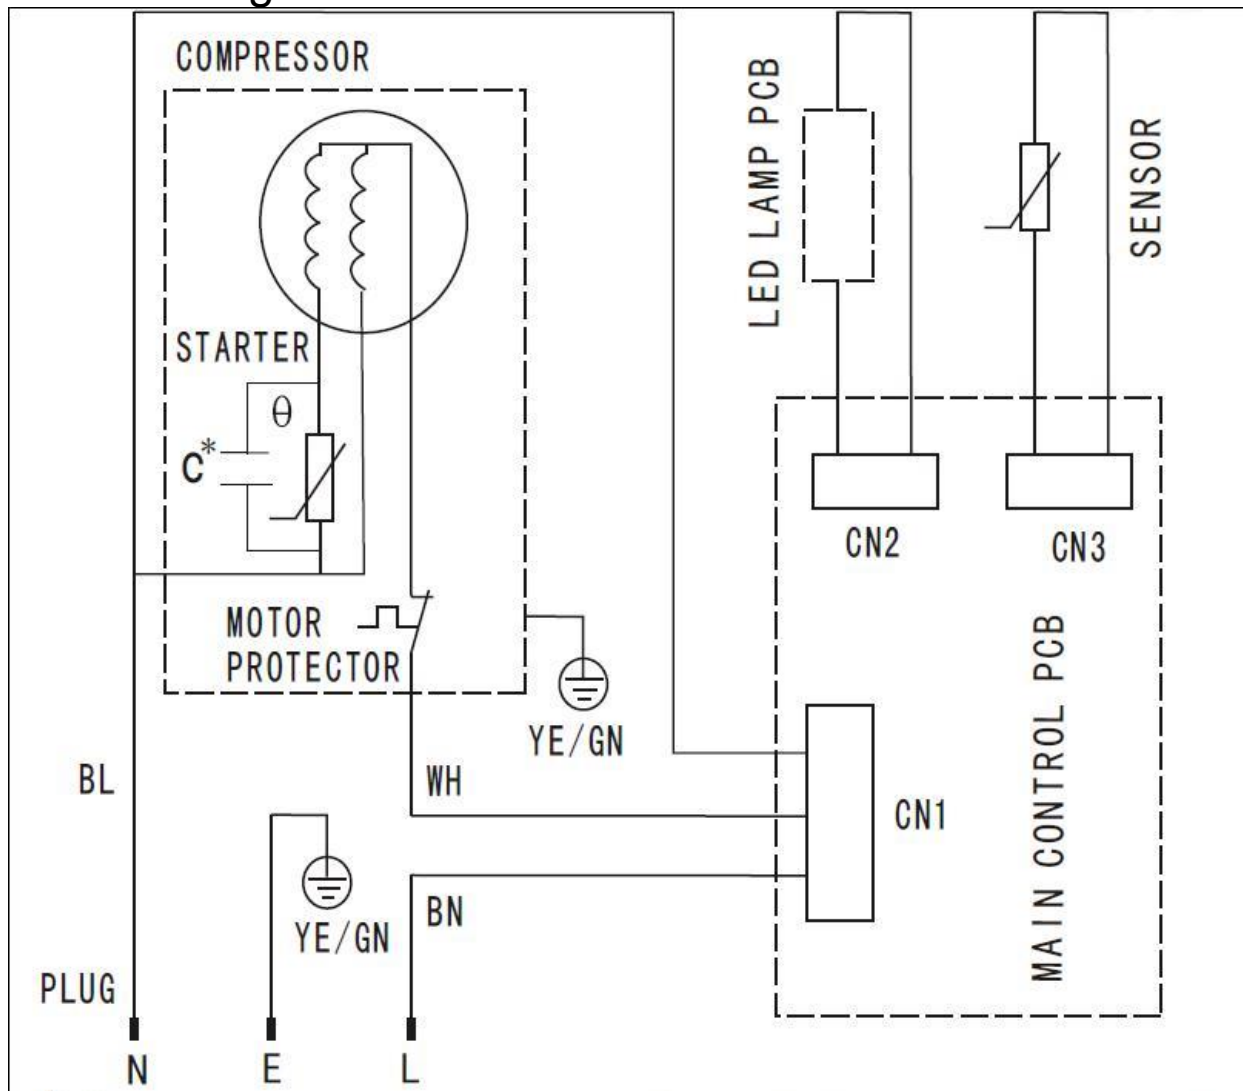 COMPRESSOR
LED LAMP PCB
SENSOR
STARTER
θ
C*
CN2
CN3
MOTOR
PROTECTOR
YE/GN
MAIN CONTROL PCB
BL
WH
CN1
BN
YE/GN
PLUG
N
E
L